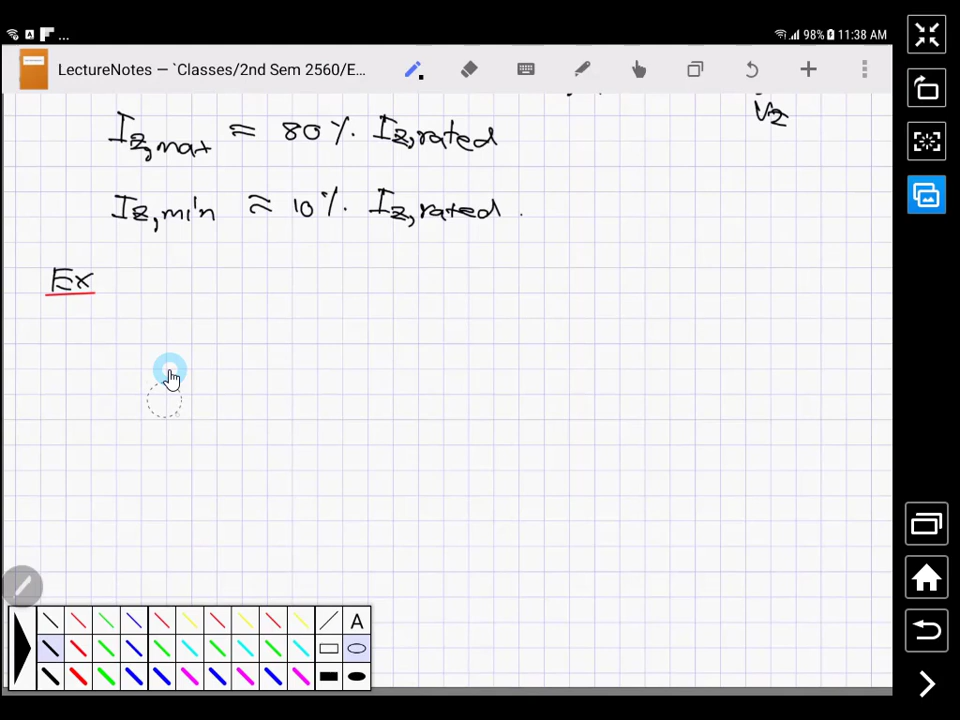 98% 11:38 AM
LectureNotes — `Classes/2nd Sem 2560/E...
Vz
Iz,max ≈ 80 %. Iz,rated
Iz,min ≈ 10 %. Iz,rated.
Ex
A